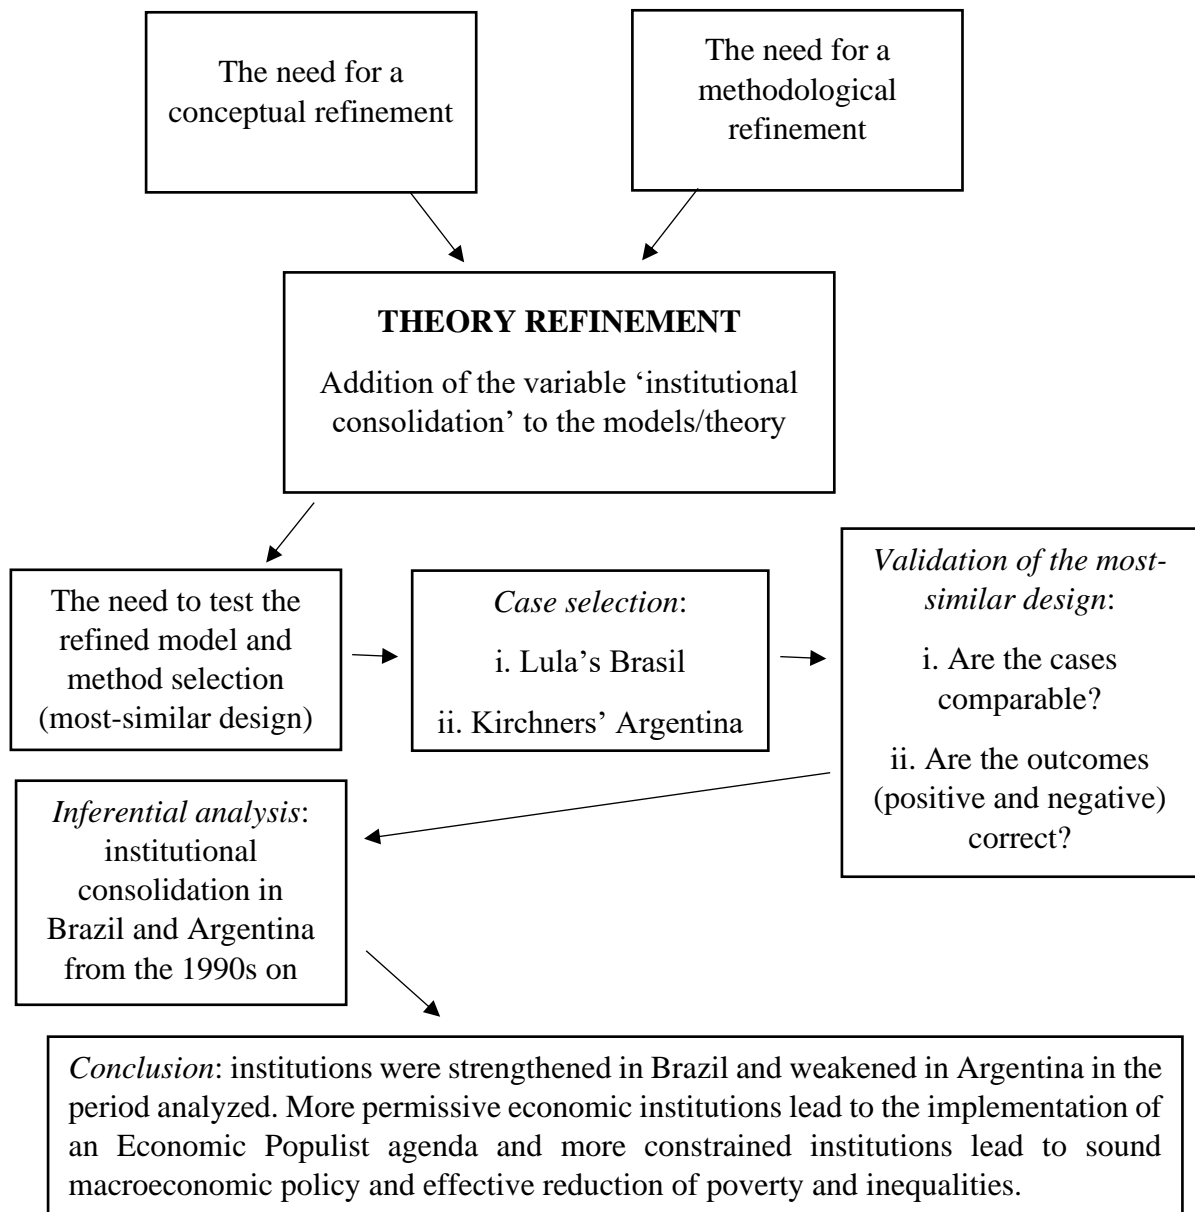 The need for a
conceptual refinement
The need for a
methodological
refinement
THEORY REFINEMENT
Addition of the variable ‘institutional
consolidation’ to the models/theory
The need to test the
refined model and
method selection
(most-similar design)
Case selection:
i. Lula’s Brasil
ii. Kirchners’ Argentina
Validation of the most-
similar design:
i. Are the cases
comparable?
ii. Are the outcomes
(positive and negative)
correct?
Inferential analysis:
institutional
consolidation in
Brazil and Argentina
from the 1990s on
Conclusion: institutions were strengthened in Brazil and weakened in Argentina in the
period analyzed. More permissive economic institutions lead to the implementation of
an Economic Populist agenda and more constrained institutions lead to sound
macroeconomic policy and effective reduction of poverty and inequalities.